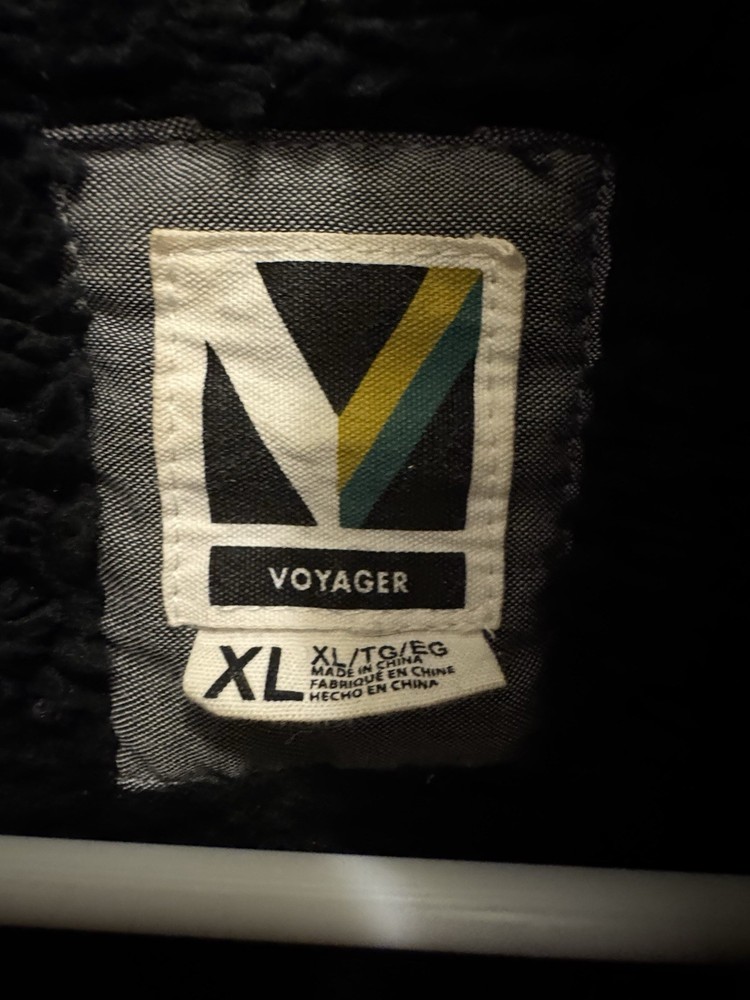 VOYAGER
XL
XL/TG/EG
MADE IN CHINA
FABRIQUÉ EN CHINE
HECHO EN CHINA